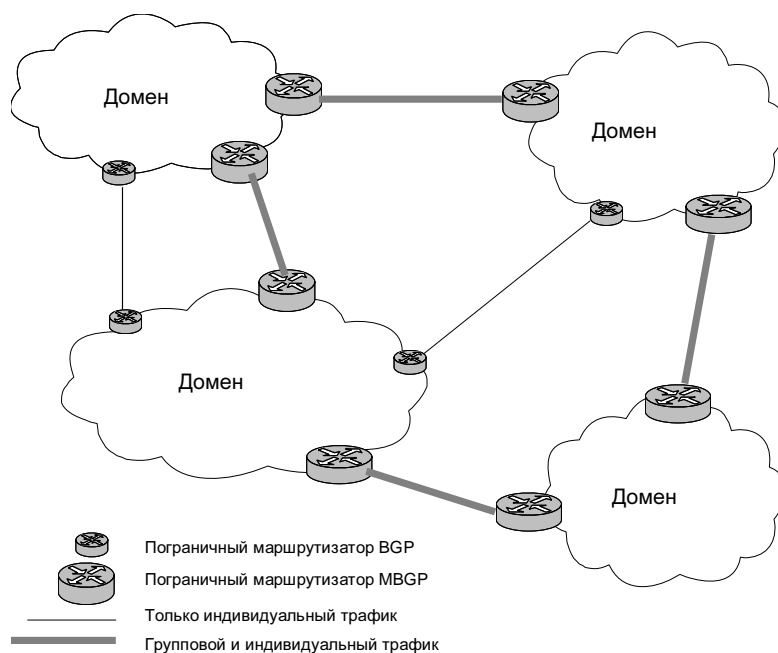 Домен
Домен
Домен
Домен
Пограничный маршрутизатор BGP
Пограничный маршрутизатор MBGP
Только индивидуальный трафик
Групповой и индивидуальный трафик